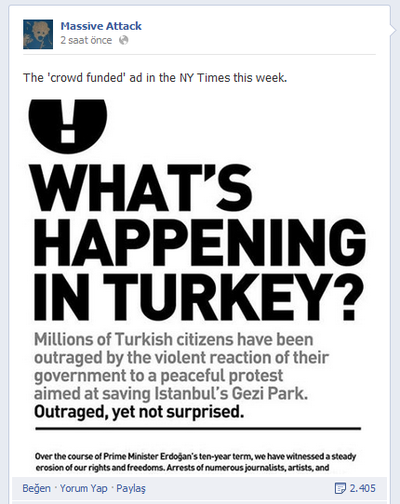 Massive Attack
2 saat önce
The 'crowd funded' ad in the NY Times this week.
WHAT'S
HAPPENING
IN TURKEY?
Millions of Turkish citizens have been
outraged by the violent reaction of their
government to a peaceful protest
aimed at saving Istanbul's Gezi Park.
Outraged, yet not surprised.
Over the course of Prime Minister Erdoğan's ten-year term, we have witnessed a steady
erosion of our rights and freedoms. Arrests of numerous journalists, artists, and
Beğen · Yorum Yap · Paylaş
2.405